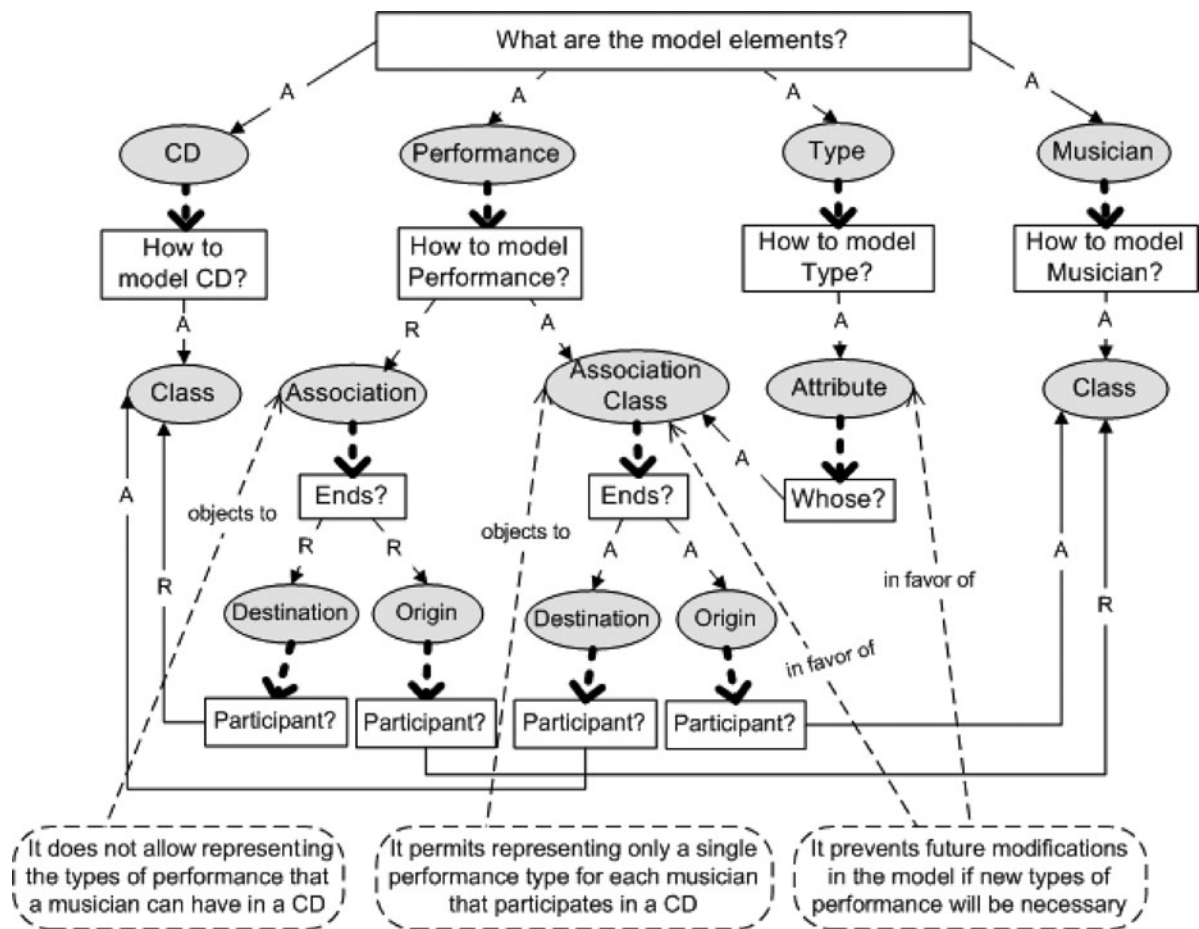 What are the model elements?
A
A
A
A
CD
Performance
Type
Musician
How to
model CD?
How to model
Performance?
How to model
Type?
How to model
Musician?
A
R
A
A
A
Class
Association
Association
Class
Attribute
Class
A
A
objects to
Ends?
objects to
Ends?
Whose?
R
R
R
A
A
in favor of
A
R
Destination
Origin
Destination
Origin
in favor of
Participant?
Participant?
Participant?
Participant?
It does not allow representing
the types of performance that
a musician can have in a CD
It permits representing only a single
performance type for each musician
that participates in a CD
It prevents future modifications
in the model if new types of
performance will be necessary